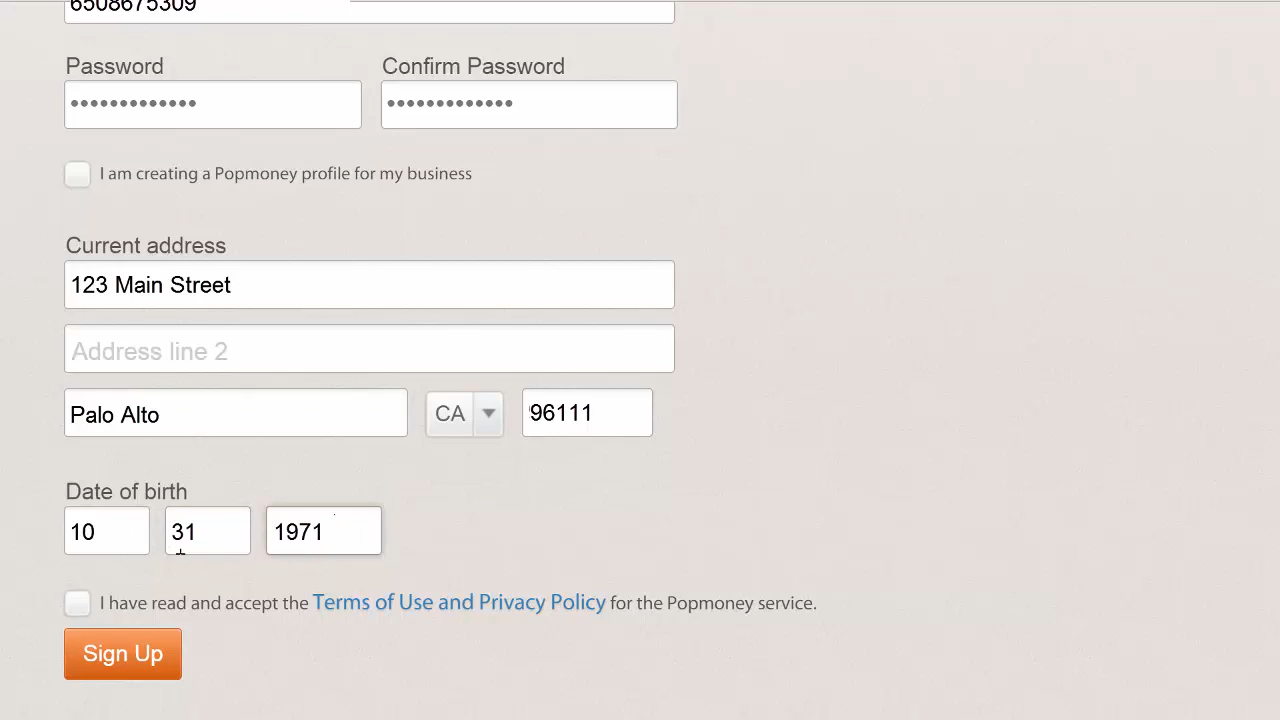 6508675309
Password Confirm Password
••••••••••••• •••••••••••••
I am creating a Popmoney profile for my business
Current address
123 Main Street
Address line 2
Palo Alto CA 96111
Date of birth
10 31 1971
I have read and accept the Terms of Use and Privacy Policy for the Popmoney service.
Sign Up